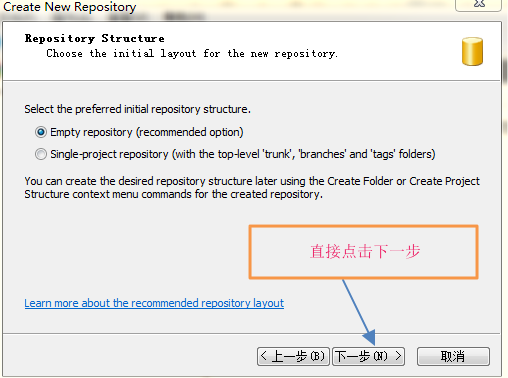 Create New Repository
Repository Structure
Choose the initial layout for the new repository.
Select the preferred initial repository structure.
Empty repository (recommended option)
Single-project repository (with the top-level 'trunk', 'branches' and 'tags' folders)
You can create the desired repository structure later using the Create Folder or Create Project
Structure context menu commands for the created repository.
直接点击下一步
Learn more about the recommended repository layout
< 上一步(B) 下一步(N) > 取消